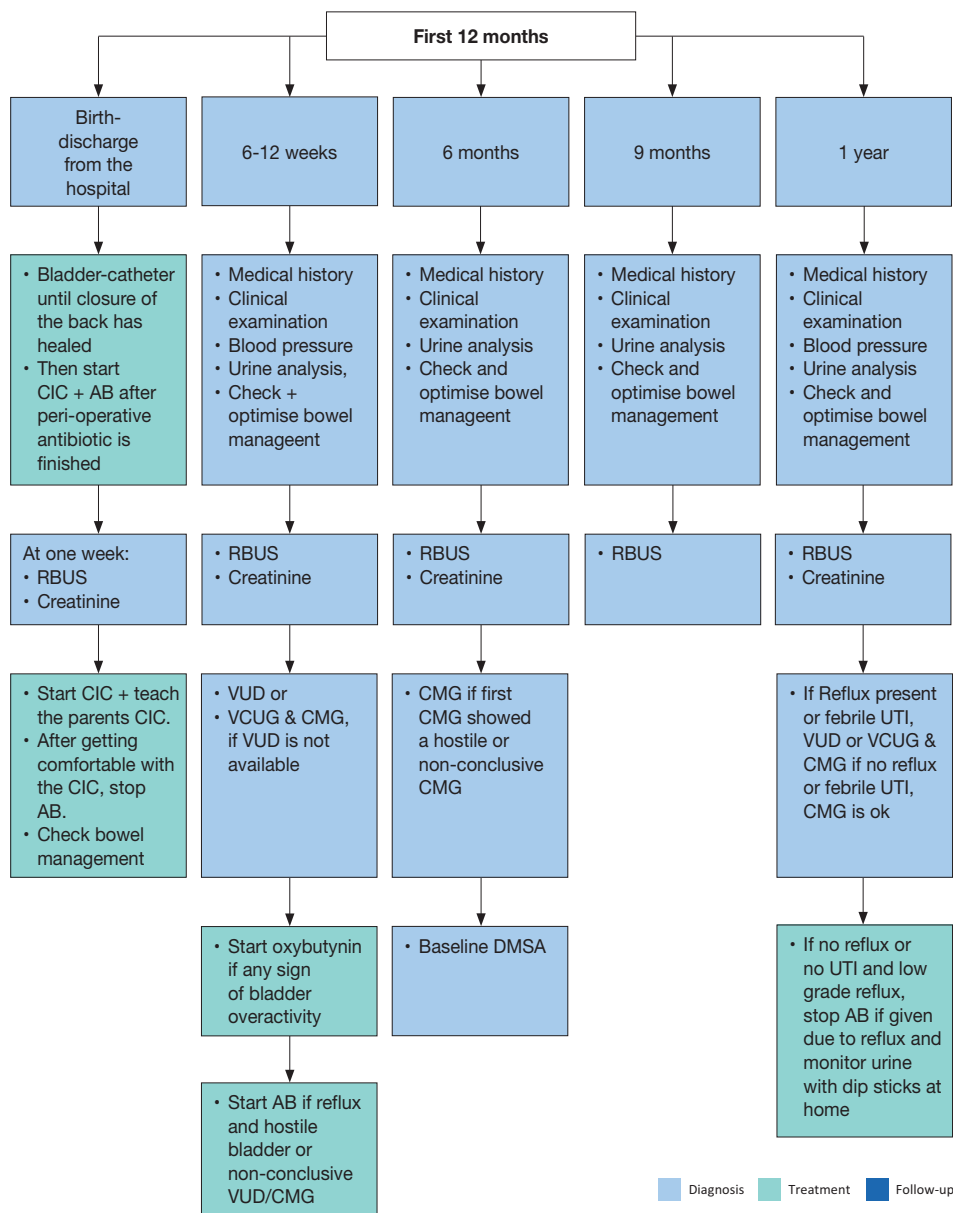 First 12 months
Birth-
discharge
from the
hospital
6-12 weeks
6 months
9 months
1 year
• Bladder-catheter
until closure of
the back has
healed
• Then start
CIC + AB after
peri-operative
antibiotic is
finished
• Medical history
• Clinical
examination
• Blood pressure
• Urine analysis,
• Check +
optimise bowel
manageent
• Medical history
• Clinical
examination
• Urine analysis
• Check and
optimise bowel
manageent
• Medical history
• Clinical
examination
• Urine analysis
• Check and
optimise bowel
management
• Medical history
• Clinical
examination
• Blood pressure
• Urine analysis
• Check and
optimise bowel
management
At one week:
• RBUS
• Creatinine
• RBUS
• Creatinine
• RBUS
• Creatinine
• RBUS
• RBUS
• Creatinine
• Start CIC + teach
the parents CIC.
• After getting
comfortable with
the CIC, stop
AB.
• Check bowel
management
• VUD or
• VCUG & CMG,
if VUD is not
available
• CMG if first
CMG showed
a hostile or
non-conclusive
CMG
• If Reflux present
or febrile UTI,
VUD or VCUG &
CMG if no reflux
or febrile UTI,
CMG is ok
• Start oxybutynin
if any sign
of bladder
overactivity
• Baseline DMSA
• If no reflux or
no UTI and low
grade reflux,
stop AB if given
due to reflux and
monitor urine
with dip sticks at
home
• Start AB if reflux
and hostile
bladder or
non-conclusive
VUD/CMG
Diagnosis
Treatment
Follow-up